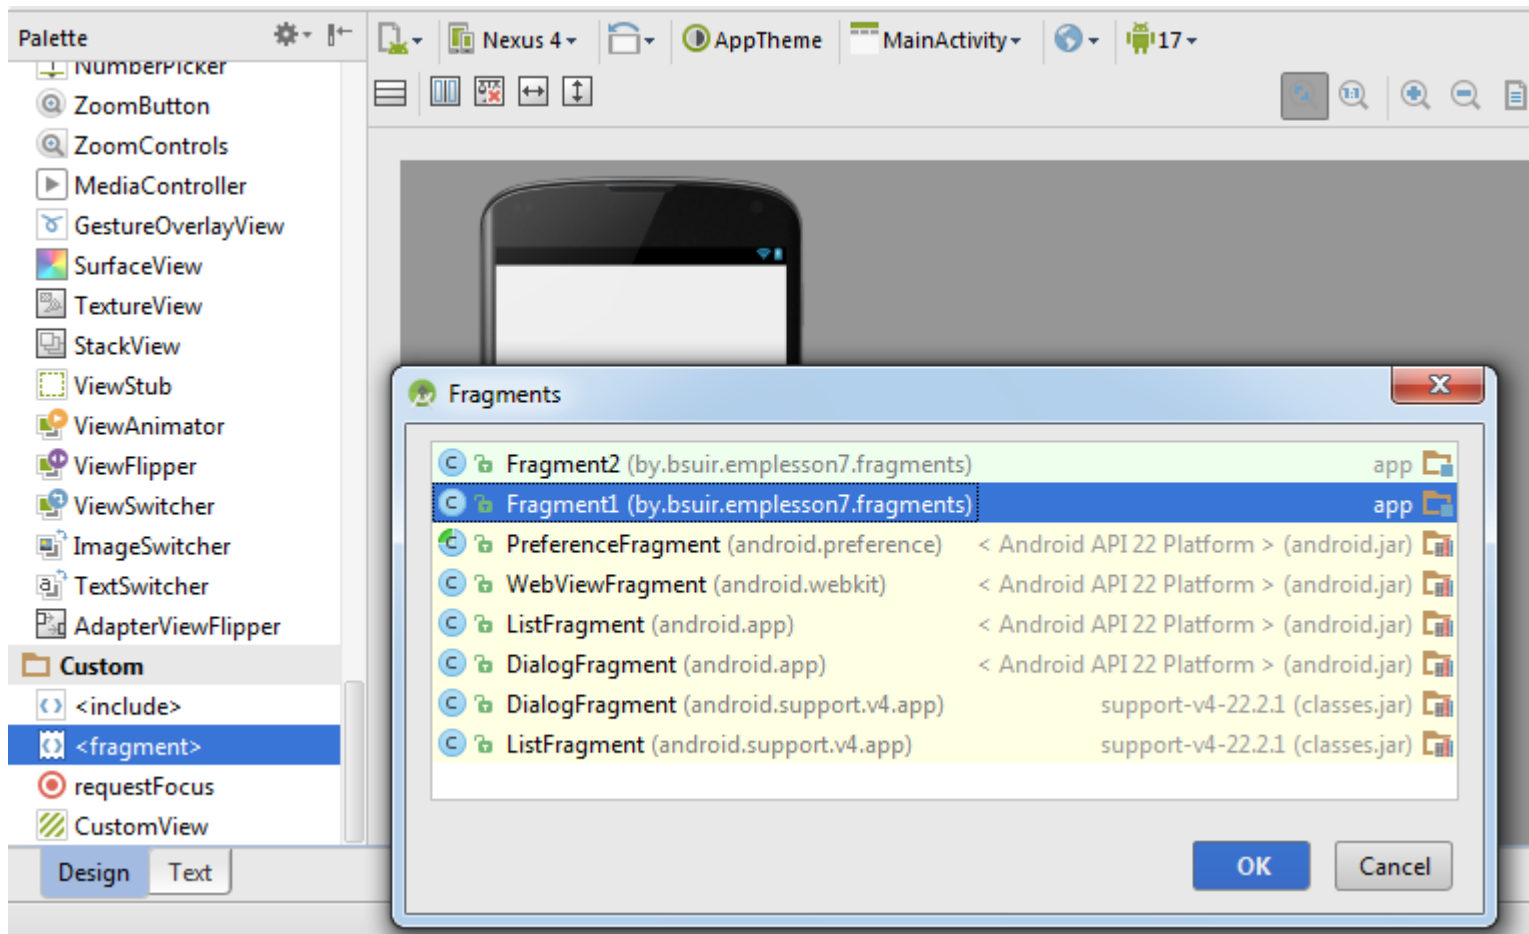 Palette
Nexus 4
AppTheme
MainActivity
17
NumberPicker
ZoomButton
1:1
ZoomControls
MediaController
GestureOverlayView
SurfaceView
TextureView
StackView
ViewStub
ViewAnimator
ViewFlipper
ViewSwitcher
ImageSwitcher
TextSwitcher
AdapterViewFlipper
Custom
<include>
<fragment>
requestFocus
CustomView
Design Text
Fragments
Fragment2 (by.bsuir.emplesson7.fragments) app
Fragment1 (by.bsuir.emplesson7.fragments) app
PreferenceFragment (android.preference) < Android API 22 Platform > (android.jar)
WebViewFragment (android.webkit) < Android API 22 Platform > (android.jar)
ListFragment (android.app) < Android API 22 Platform > (android.jar)
DialogFragment (android.app) < Android API 22 Platform > (android.jar)
DialogFragment (android.support.v4.app) support-v4-22.2.1 (classes.jar)
ListFragment (android.support.v4.app) support-v4-22.2.1 (classes.jar)
OK Cancel